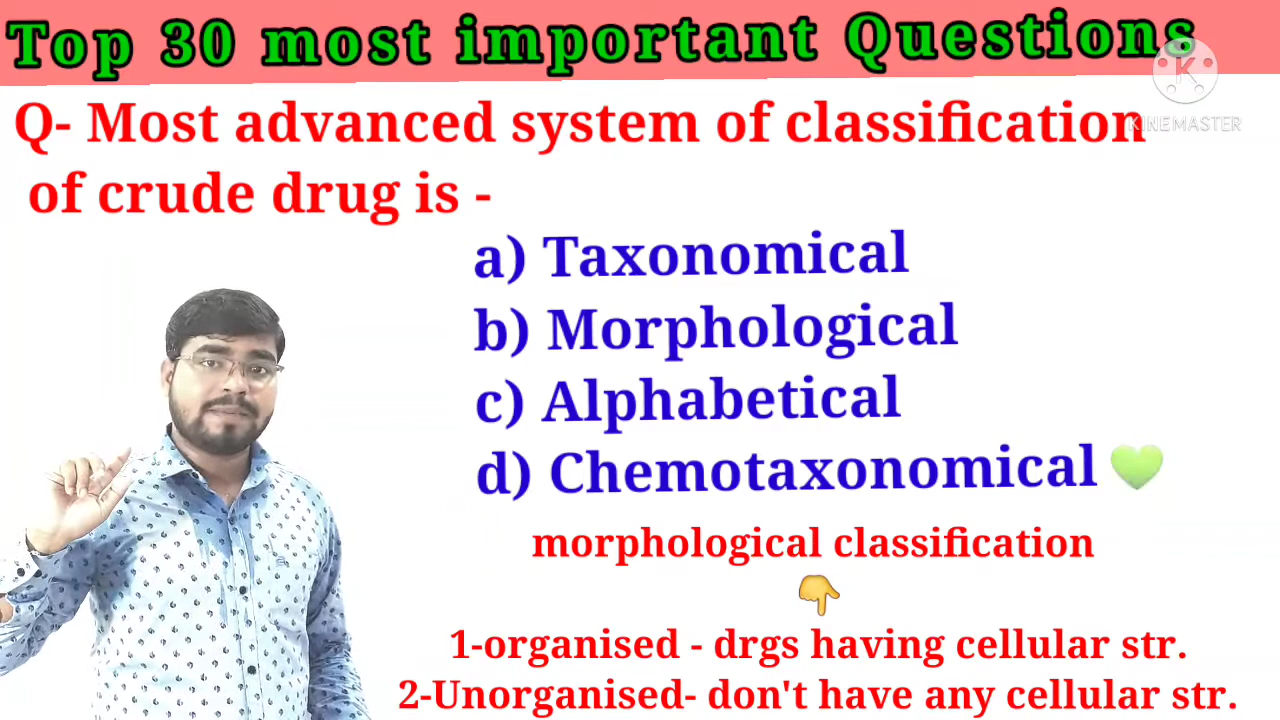 Top 30 most important Questions
K
KINEMASTER
Q- Most advanced system of classification
of crude drug is -
a) Taxonomical
b) Morphological
c) Alphabetical
d) Chemotaxonomical 💚
morphological classification
👇
1-organised - drgs having cellular str.
2-Unorganised- don't have any cellular str.